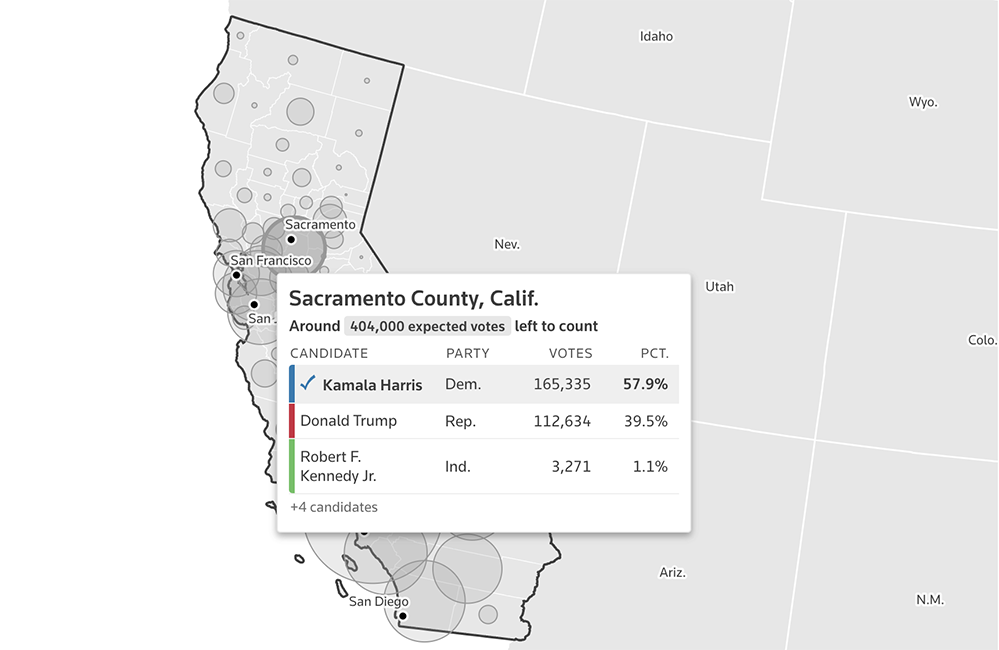 Idaho
Wyo.
Sacramento
Nev.
San Francisco
Utah
San
Colo.
Sacramento County, Calif.
Around 404,000 expected votes left to count
CANDIDATE PARTY VOTES PCT.
Kamala Harris Dem. 165,335 57.9%
Donald Trump Rep. 112,634 39.5%
Robert F.
Kennedy Jr. Ind. 3,271 1.1%
+4 candidates
Ariz.
San Diego
N.M.